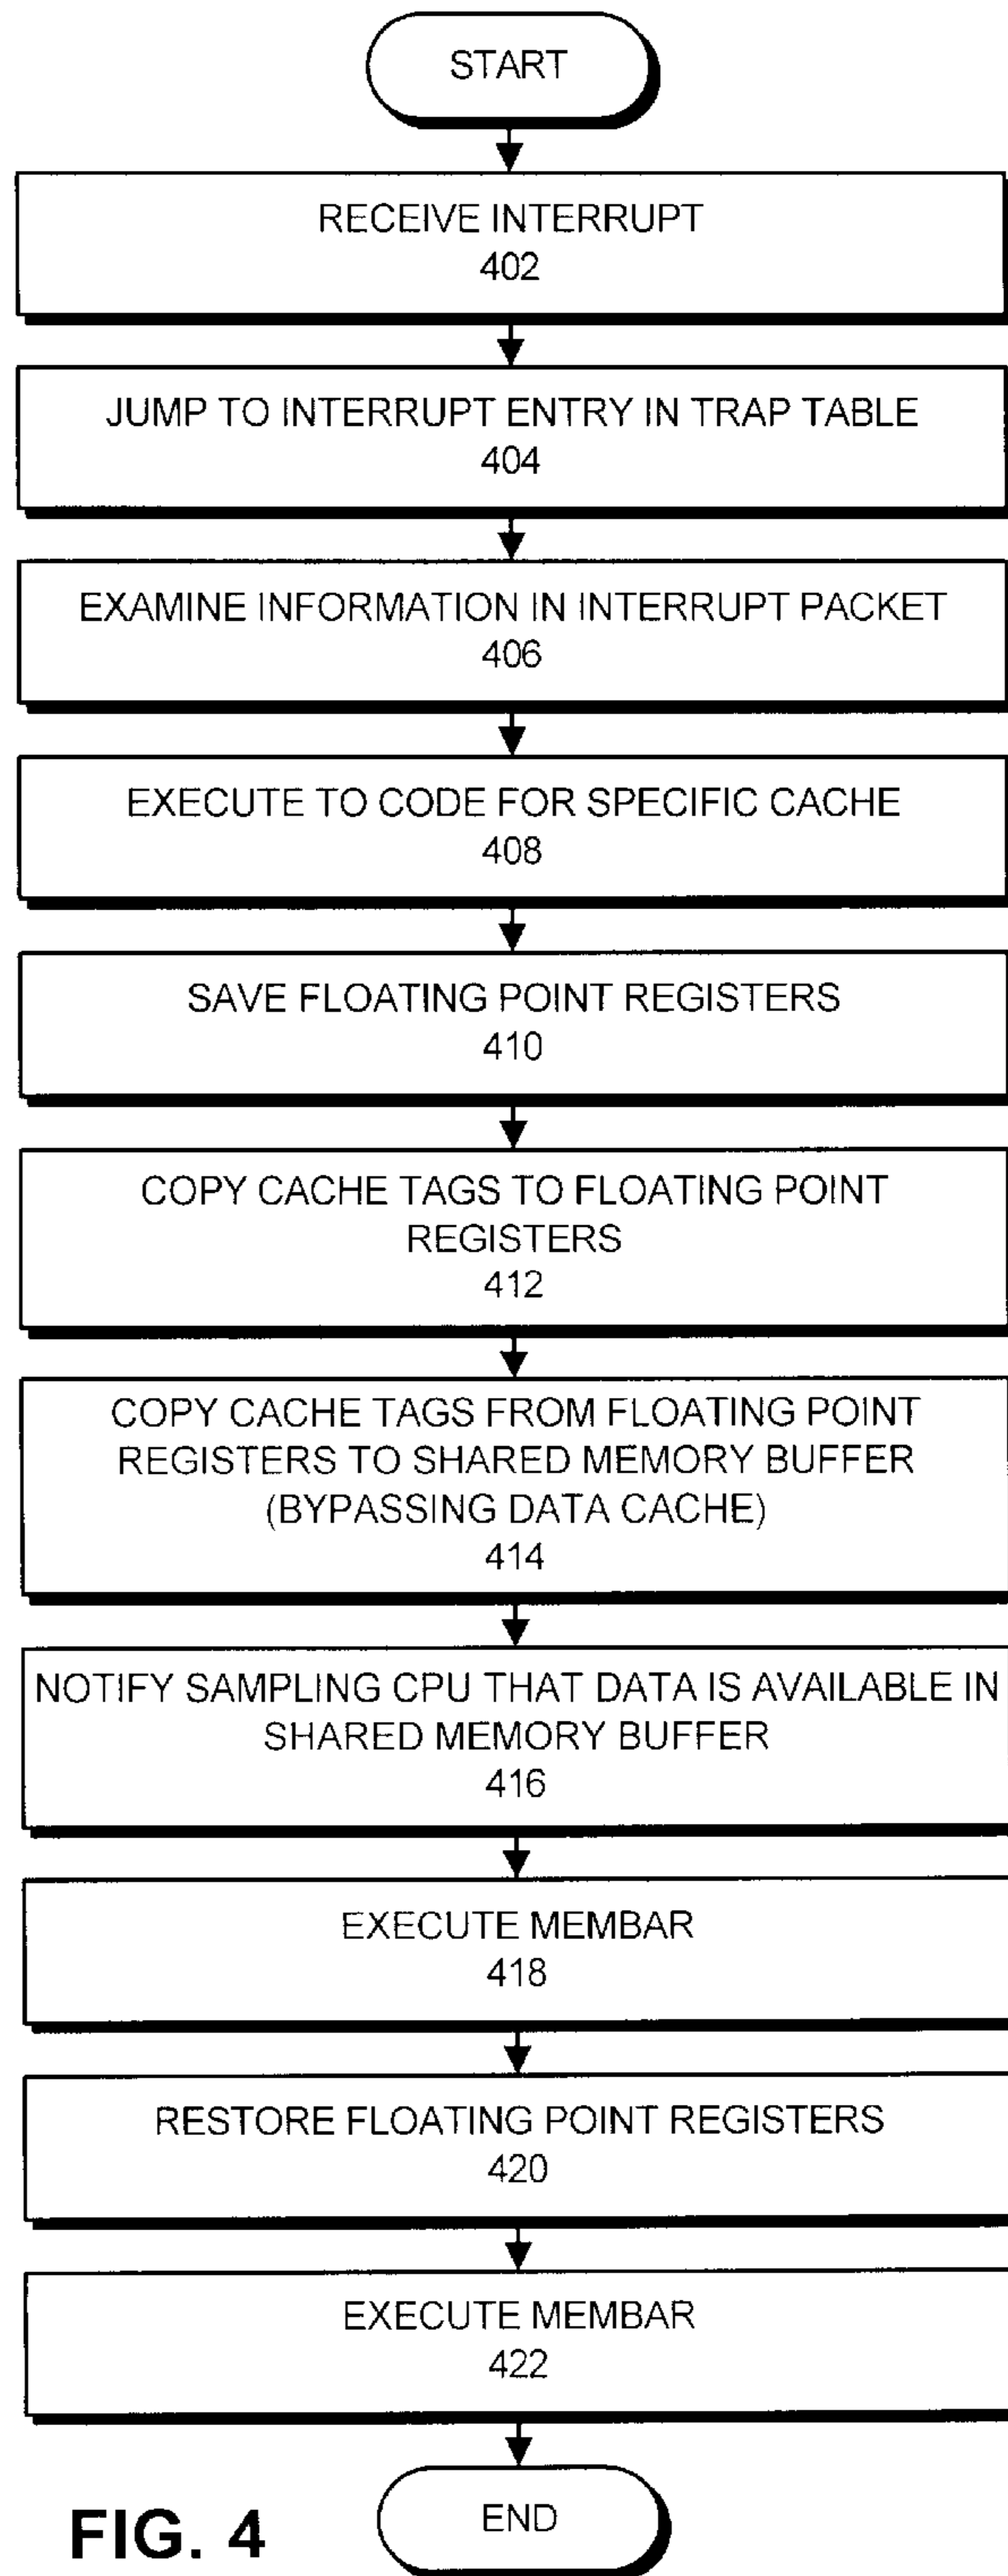 START
RECEIVE INTERRUPT
402
JUMP TO INTERRUPT ENTRY IN TRAP TABLE
404
EXAMINE INFORMATION IN INTERRUPT PACKET
406
EXECUTE TO CODE FOR SPECIFIC CACHE
408
SAVE FLOATING POINT REGISTERS
410
COPY CACHE TAGS TO FLOATING POINT
REGISTERS
412
COPY CACHE TAGS FROM FLOATING POINT
REGISTERS TO SHARED MEMORY BUFFER
(BYPASSING DATA CACHE)
414
NOTIFY SAMPLING CPU THAT DATA IS AVAILABLE IN
SHARED MEMORY BUFFER
416
EXECUTE MEMBAR
418
RESTORE FLOATING POINT REGISTERS
420
EXECUTE MEMBAR
422
END
FIG. 4